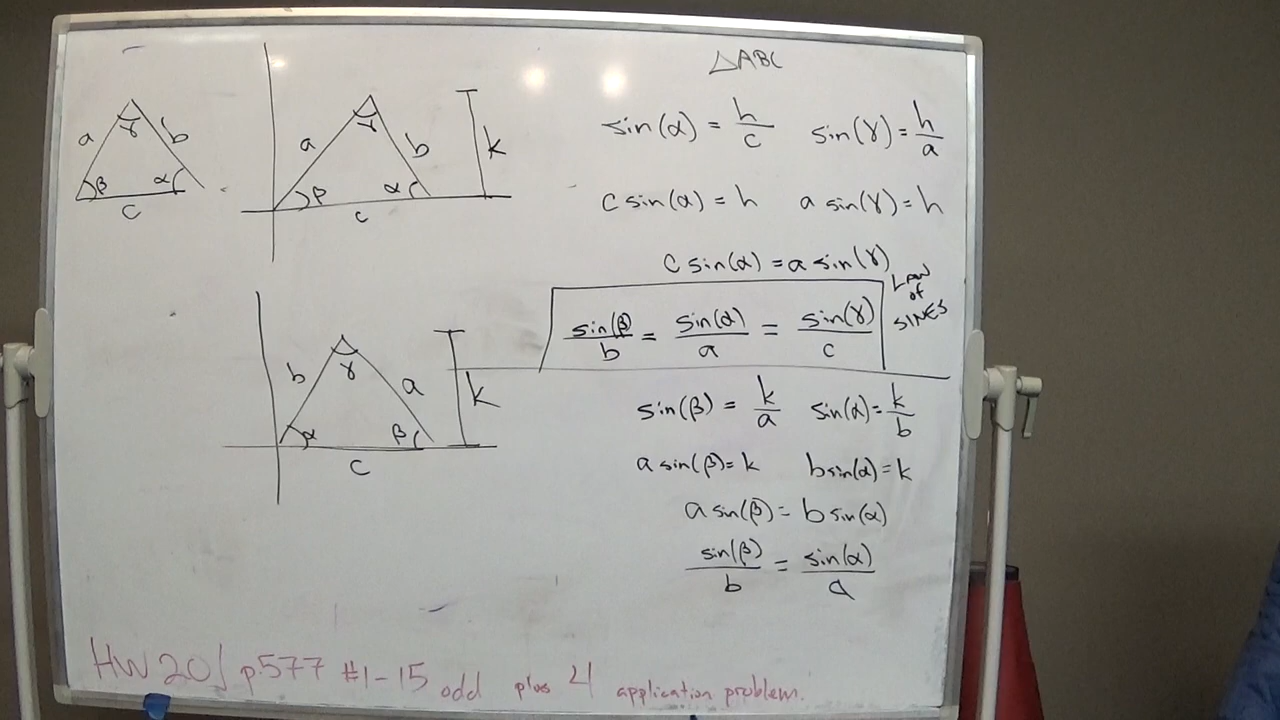 a γ b
β α
c
a γ b k
β α
c
b γ a k
α β
c
△ABC
sin(α) = h/c sin(γ) = h/a
c sin(α) = h a sin(γ) = h
c sin(α) = a sin(γ)
sin(β)/b = sin(α)/a = sin(γ)/c
LAW
of
SINES
sin(β) = k/a sin(α) = k/b
a sin(β) = k b sin(α) = k
a sin(β) = b sin(α)
sin(β)/b = sin(α)/a
HW 20/ p.577 #1-15 odd plus 4 application problem.